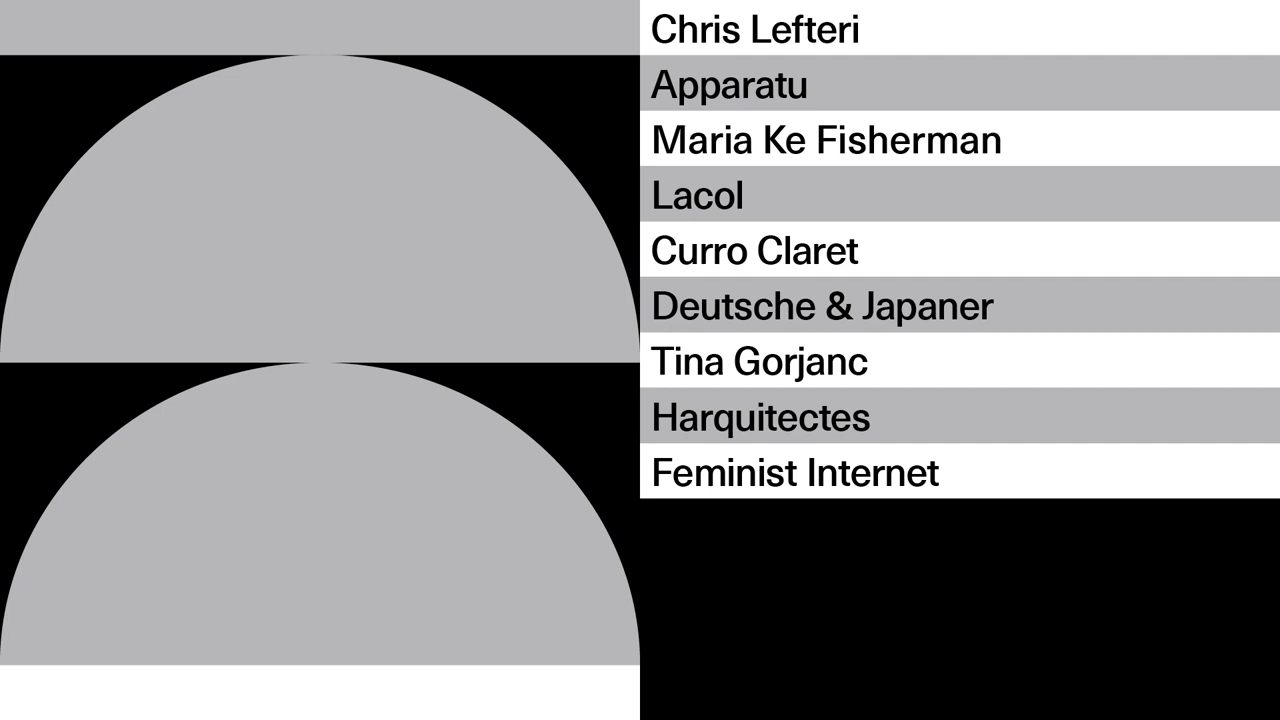 Chris Lefteri
Apparatu
Maria Ke Fisherman
Lacol
Curro Claret
Deutsche & Japaner
Tina Gorjanc
Harquitectes
Feminist Internet